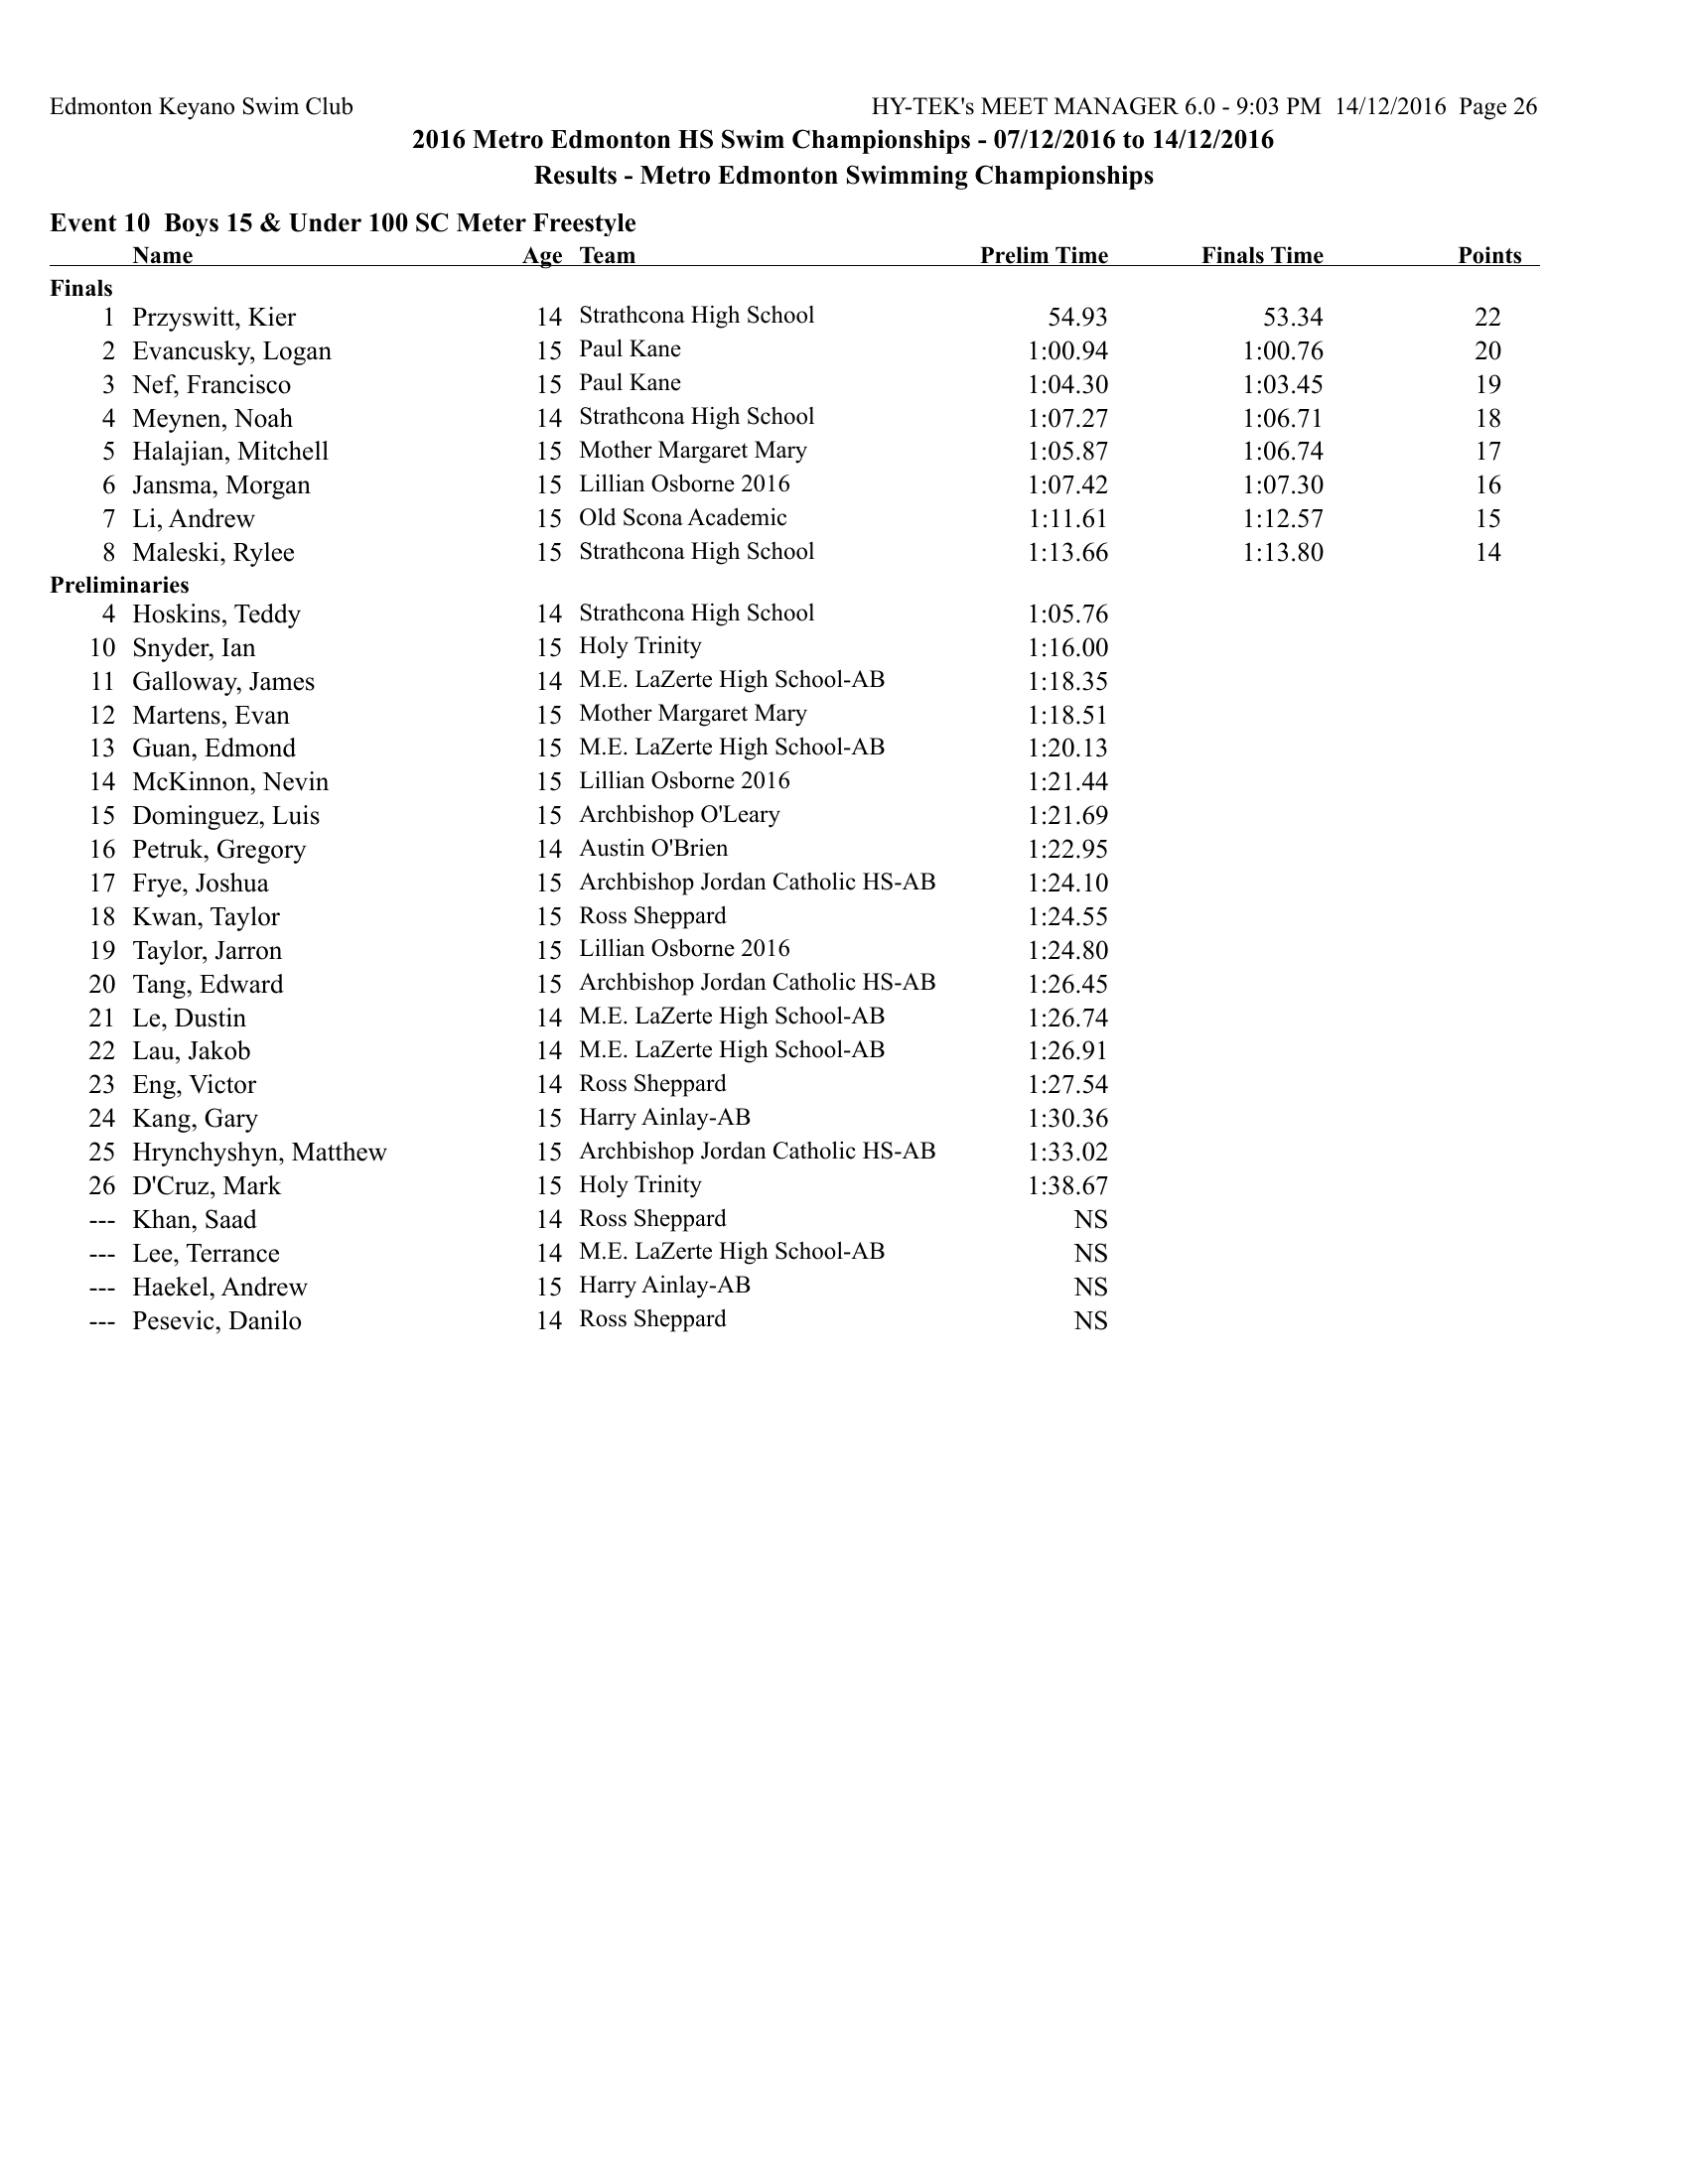 Edmonton Keyano Swim Club HY-TEK's MEET MANAGER 6.0 - 9:03 PM 14/12/2016 Page 26
2016 Metro Edmonton HS Swim Championships - 07/12/2016 to 14/12/2016
Results - Metro Edmonton Swimming Championships
Event 10 Boys 15 & Under 100 SC Meter Freestyle
Name Age Team Prelim Time Finals Time Points
Finals
1 Przyswitt, Kier 14 Strathcona High School 54.93 53.34 22
2 Evancusky, Logan 15 Paul Kane 1:00.94 1:00.76 20
3 Nef, Francisco 15 Paul Kane 1:04.30 1:03.45 19
4 Meynen, Noah 14 Strathcona High School 1:07.27 1:06.71 18
5 Halajian, Mitchell 15 Mother Margaret Mary 1:05.87 1:06.74 17
6 Jansma, Morgan 15 Lillian Osborne 2016 1:07.42 1:07.30 16
7 Li, Andrew 15 Old Scona Academic 1:11.61 1:12.57 15
8 Maleski, Rylee 15 Strathcona High School 1:13.66 1:13.80 14
Preliminaries
4 Hoskins, Teddy 14 Strathcona High School 1:05.76
10 Snyder, Ian 15 Holy Trinity 1:16.00
11 Galloway, James 14 M.E. LaZerte High School-AB 1:18.35
12 Martens, Evan 15 Mother Margaret Mary 1:18.51
13 Guan, Edmond 15 M.E. LaZerte High School-AB 1:20.13
14 McKinnon, Nevin 15 Lillian Osborne 2016 1:21.44
15 Dominguez, Luis 15 Archbishop O'Leary 1:21.69
16 Petruk, Gregory 14 Austin O'Brien 1:22.95
17 Frye, Joshua 15 Archbishop Jordan Catholic HS-AB 1:24.10
18 Kwan, Taylor 15 Ross Sheppard 1:24.55
19 Taylor, Jarron 15 Lillian Osborne 2016 1:24.80
20 Tang, Edward 15 Archbishop Jordan Catholic HS-AB 1:26.45
21 Le, Dustin 14 M.E. LaZerte High School-AB 1:26.74
22 Lau, Jakob 14 M.E. LaZerte High School-AB 1:26.91
23 Eng, Victor 14 Ross Sheppard 1:27.54
24 Kang, Gary 15 Harry Ainlay-AB 1:30.36
25 Hrynchyshyn, Matthew 15 Archbishop Jordan Catholic HS-AB 1:33.02
26 D'Cruz, Mark 15 Holy Trinity 1:38.67
--- Khan, Saad 14 Ross Sheppard NS
--- Lee, Terrance 14 M.E. LaZerte High School-AB NS
--- Haekel, Andrew 15 Harry Ainlay-AB NS
--- Pesevic, Danilo 14 Ross Sheppard NS